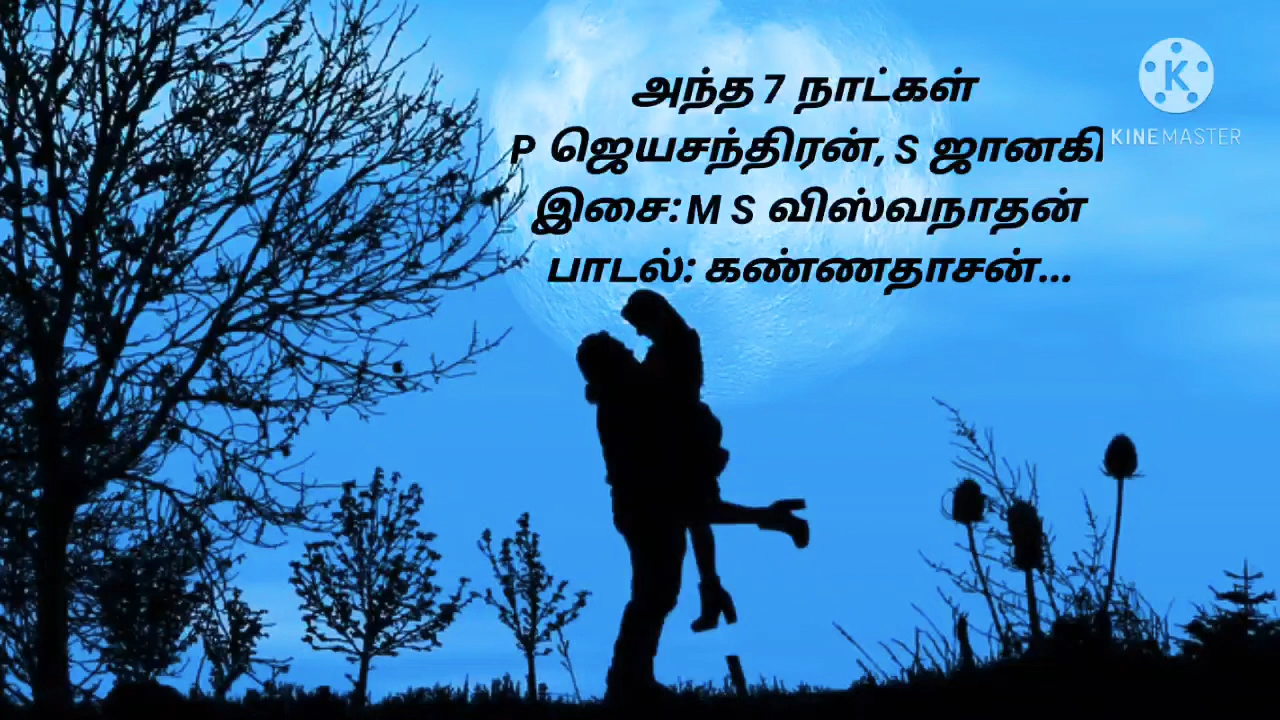 அந்த 7 நாட்கள்
P ஜெயசந்திரன், S ஜானகி
இசை: M S விஸ்வநாதன்
பாடல்: கண்ணதாசன்...
K
KINEMASTER